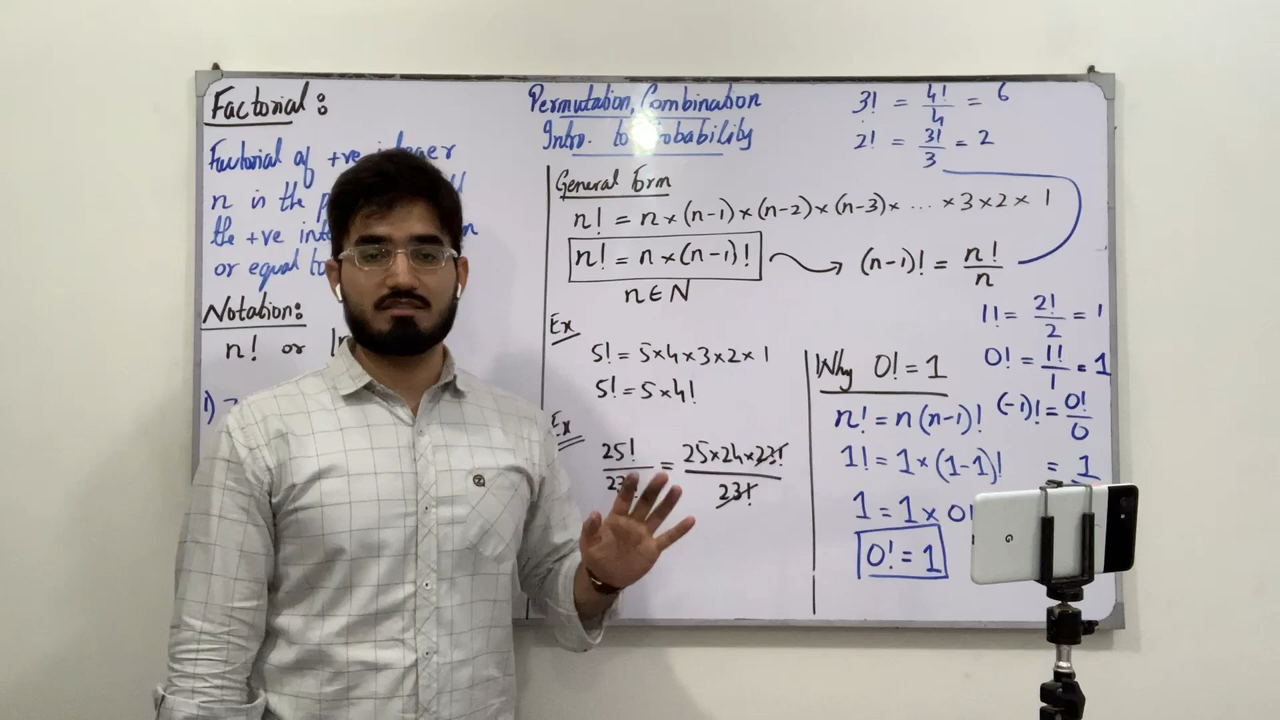 Factorial:
Factorial of +ve integer
n is the
the +ve
or equal to
Notation:
n! or
1)
Permutation, Combination
Intro. to Probability
General Form
n! = n×(n-1)×(n-2)×(n-3)× ... ×3×2×1
n! = n×(n-1)!
(n-1)! = n!/n
n∈N
Ex
5! = 5×4×3×2×1
5! = 5×4!
Ex
25!/23! = 25×24×23!/23!
3! = 4!/4 = 6
2! = 3!/3 = 2
1! = 2!/2 = 1
0! = 1!/1 = 1
(-1)! = 0!/0
= 1
Why 0! = 1
n! = n(n-1)!
1! = 1×(1-1)!
1 = 1×0!
0! = 1
G